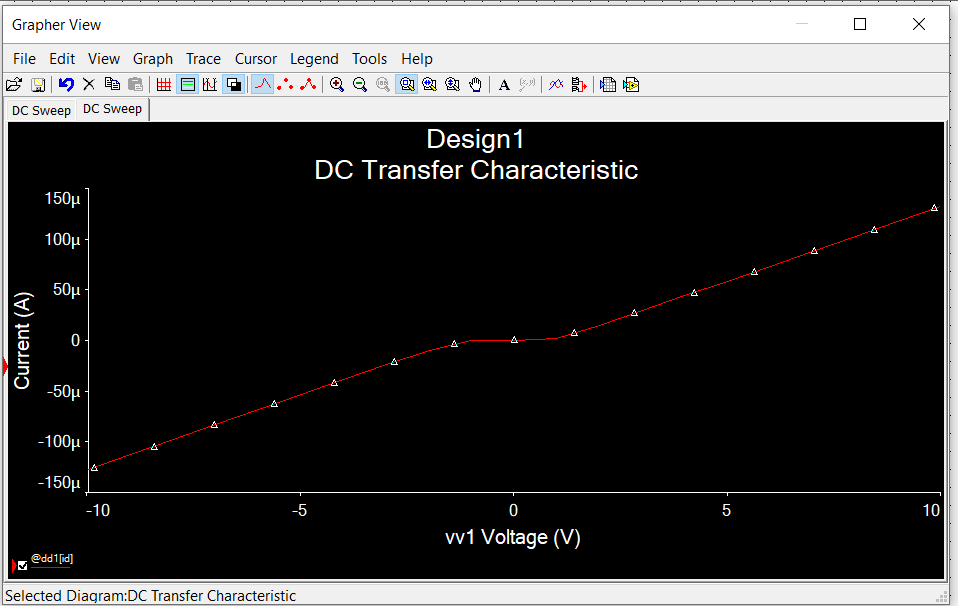 Grapher View
File Edit View Graph Trace Cursor Legend Tools Help
A
DC Sweep DC Sweep
Design1
DC Transfer Characteristic
150µ
100µ
50µ
0
-50µ
-100µ
-150µ
Current (A)
-10 -5 0 5 10
vv1 Voltage (V)
@dd1[id]
Selected Diagram:DC Transfer Characteristic